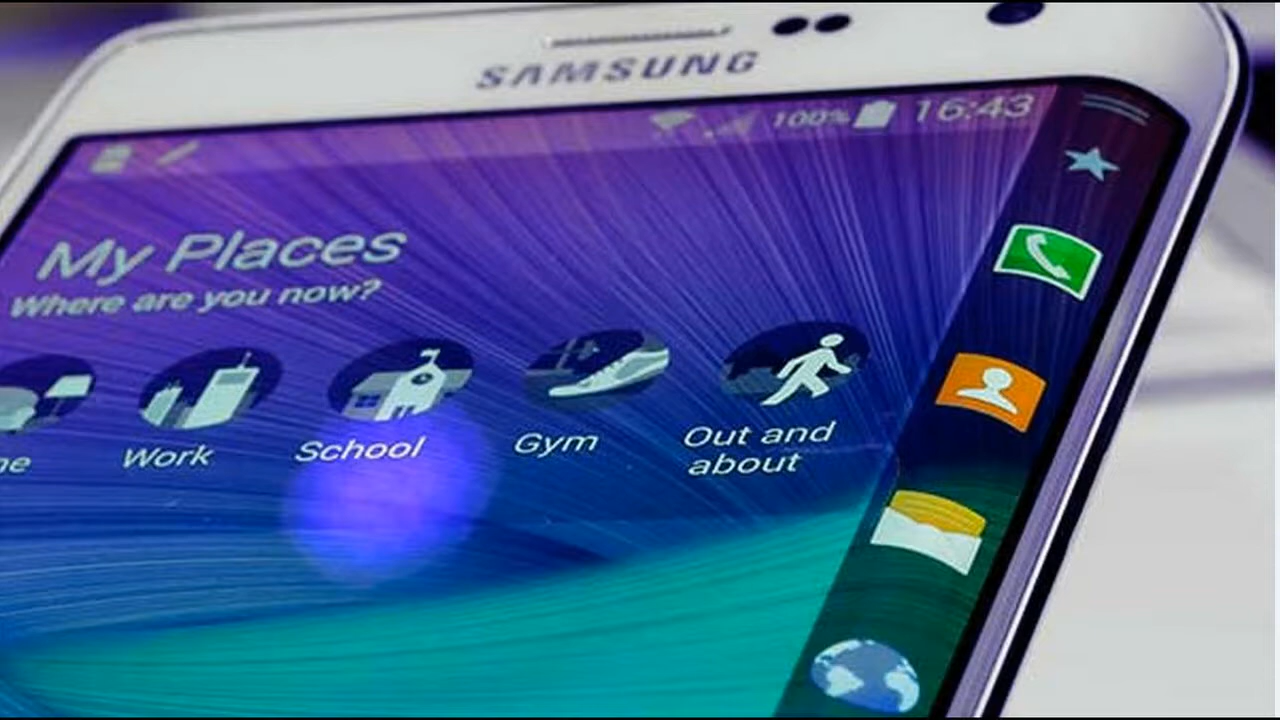 SAMSUNG
100% 16:43
My Places
Where are you now?
Work
School
Gym
Out and
about